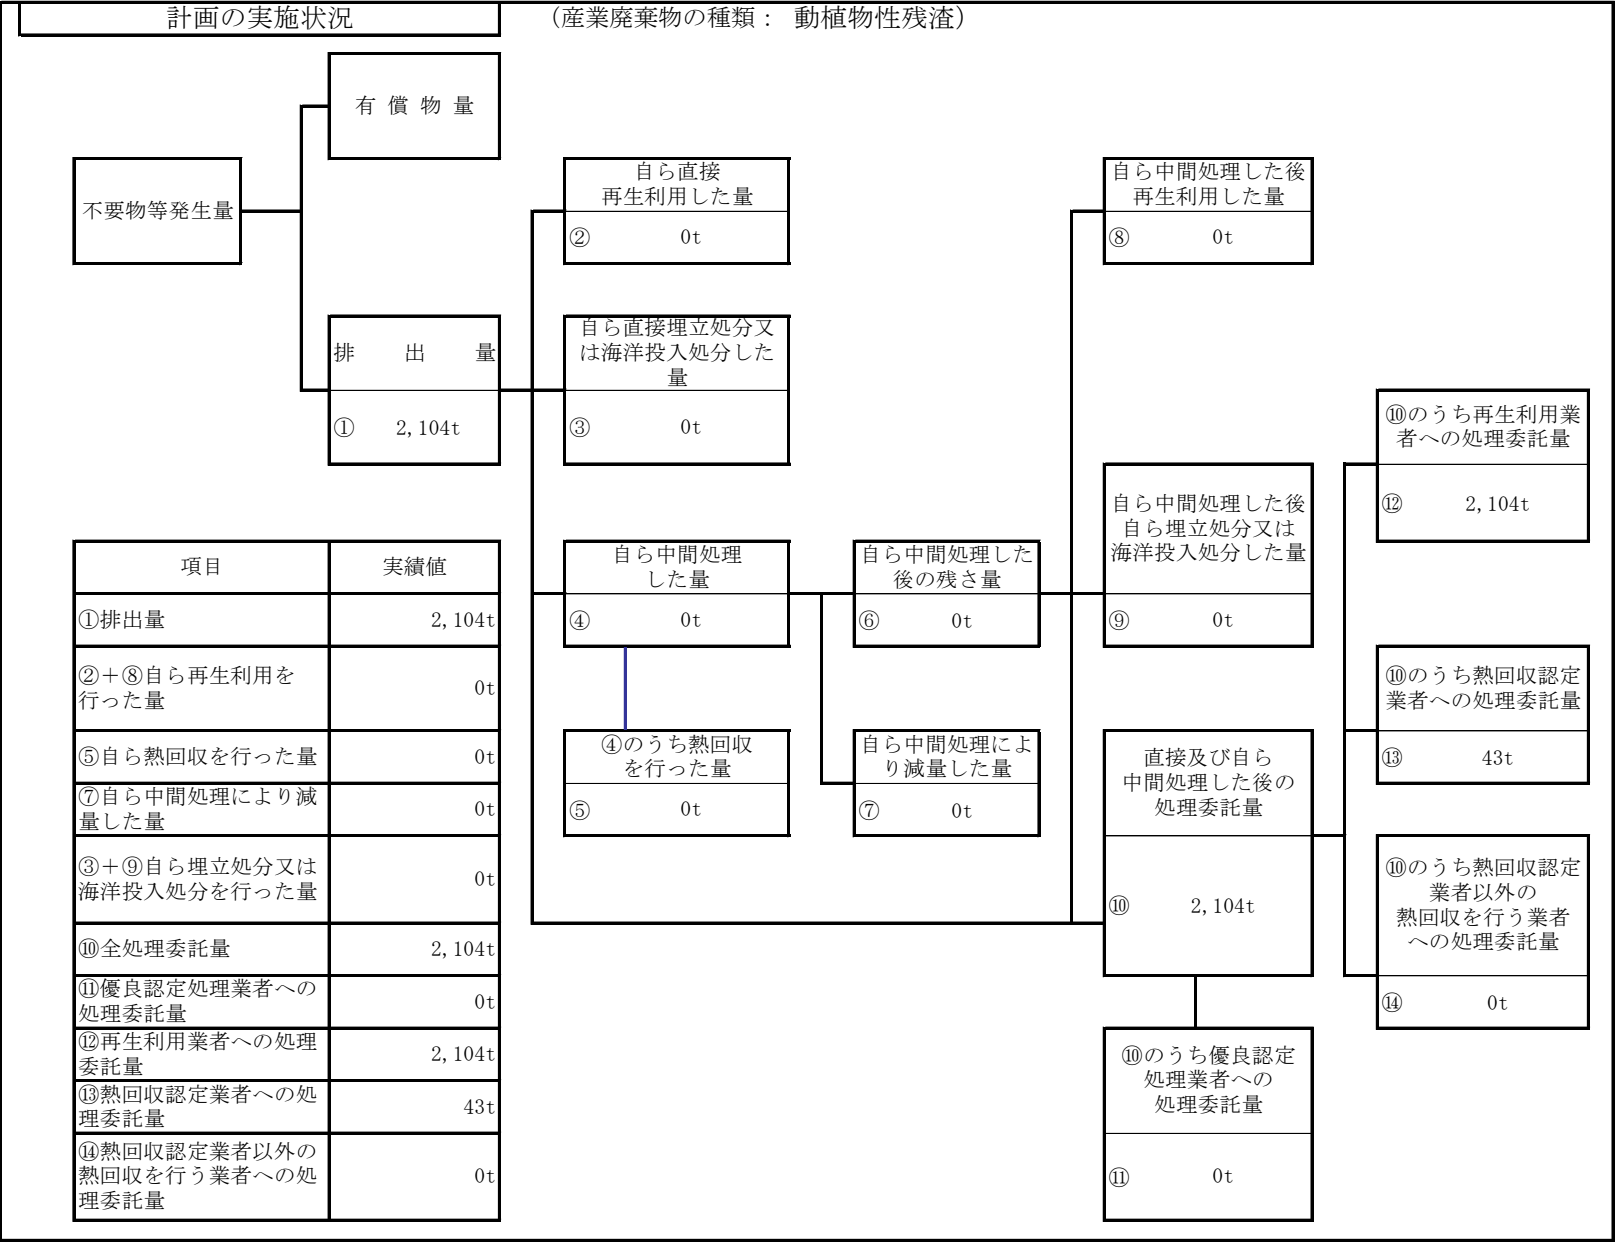 計画の実施状況
(産業廃棄物の種類： 動植物性残渣)
有 償 物 量
不要物等発生量
自ら直接
再生利用した量
② 0t
自ら中間処理した後
再生利用した量
⑧ 0t
排 出 量
① 2,104t
自ら直接埋立処分又
は海洋投入処分した
量
③ 0t
⑩のうち再生利用業
者への処理委託量
⑫ 2,104t
自ら中間処理した後
自ら埋立処分又は
海洋投入処分した量
⑨ 0t
自ら中間処理
した量
④ 0t
自ら中間処理した
後の残さ量
⑥ 0t
⑩のうち熱回収認定
業者への処理委託量
⑬ 43t
④のうち熱回収
を行った量
⑤ 0t
自ら中間処理によ
り減量した量
⑦ 0t
直接及び自ら
中間処理した後の
処理委託量
⑩ 2,104t
⑩のうち熱回収認定
業者以外の
熱回収を行う業者
への処理委託量
⑭ 0t
⑩のうち優良認定
処理業者への
処理委託量
⑪ 0t
項目 実績値
①排出量 2,104t
②＋⑧自ら再生利用を
行った量 0t
⑤自ら熱回収を行った量 0t
⑦自ら中間処理により減
量した量 0t
③＋⑨自ら埋立処分又は
海洋投入処分を行った量 0t
⑩全処理委託量 2,104t
⑪優良認定処理業者への
処理委託量 0t
⑫再生利用業者への処理
委託量 2,104t
⑬熱回収認定業者への処
理委託量 43t
⑭熱回収認定業者以外の
熱回収を行う業者への処
理委託量 0t